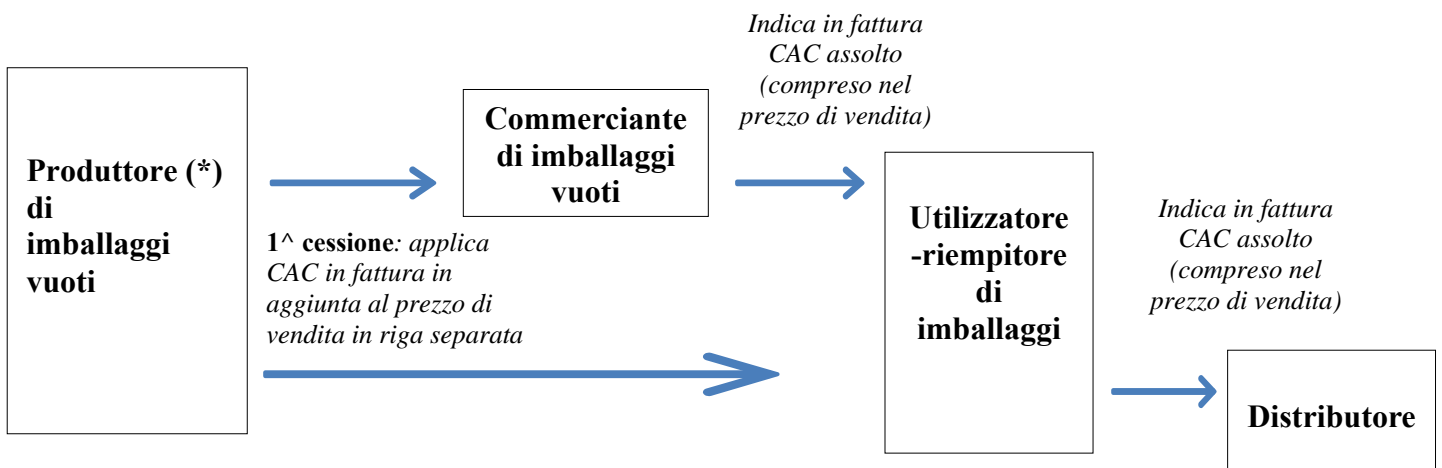 Produttore (*)
di
imballaggi
vuoti
1^ cessione: applica
CAC in fattura in
aggiunta al prezzo di
vendita in riga separata
Commerciante
di imballaggi
vuoti
Indica in fattura
CAC assolto
(compreso nel
prezzo di vendita)
Utilizzatore
-riempitore
di
imballaggi
Indica in fattura
CAC assolto
(compreso nel
prezzo di vendita)
Distributore